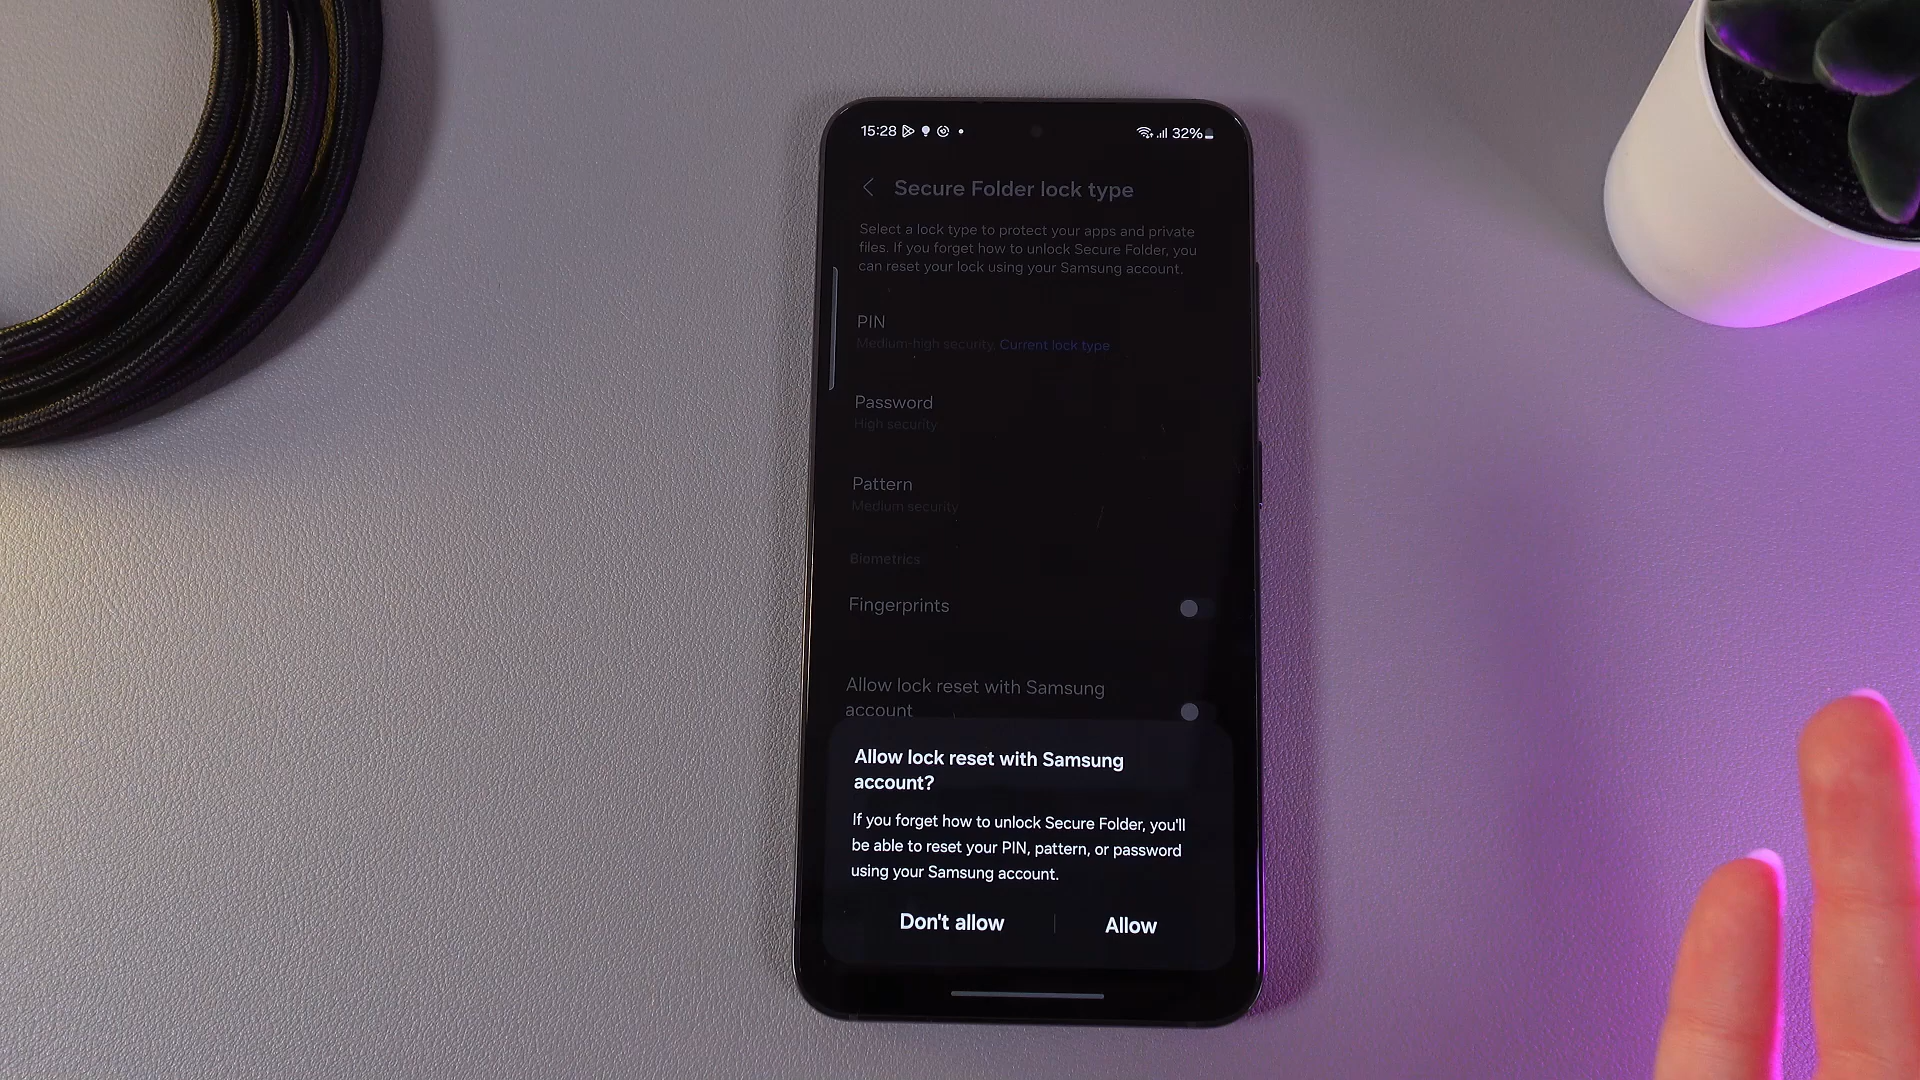 15:28
32%
Secure Folder lock type
Select a lock type to protect your apps and private
files. If you forget how to unlock Secure Folder, you
can reset your lock using your Samsung account.
PIN
Medium-high security, Current lock type
Password
High security
Pattern
Medium security
Biometrics
Fingerprints
Allow lock reset with Samsung
account
Allow lock reset with Samsung
account?
If you forget how to unlock Secure Folder, you'll
be able to reset your PIN, pattern, or password
using your Samsung account.
Don't allow
Allow